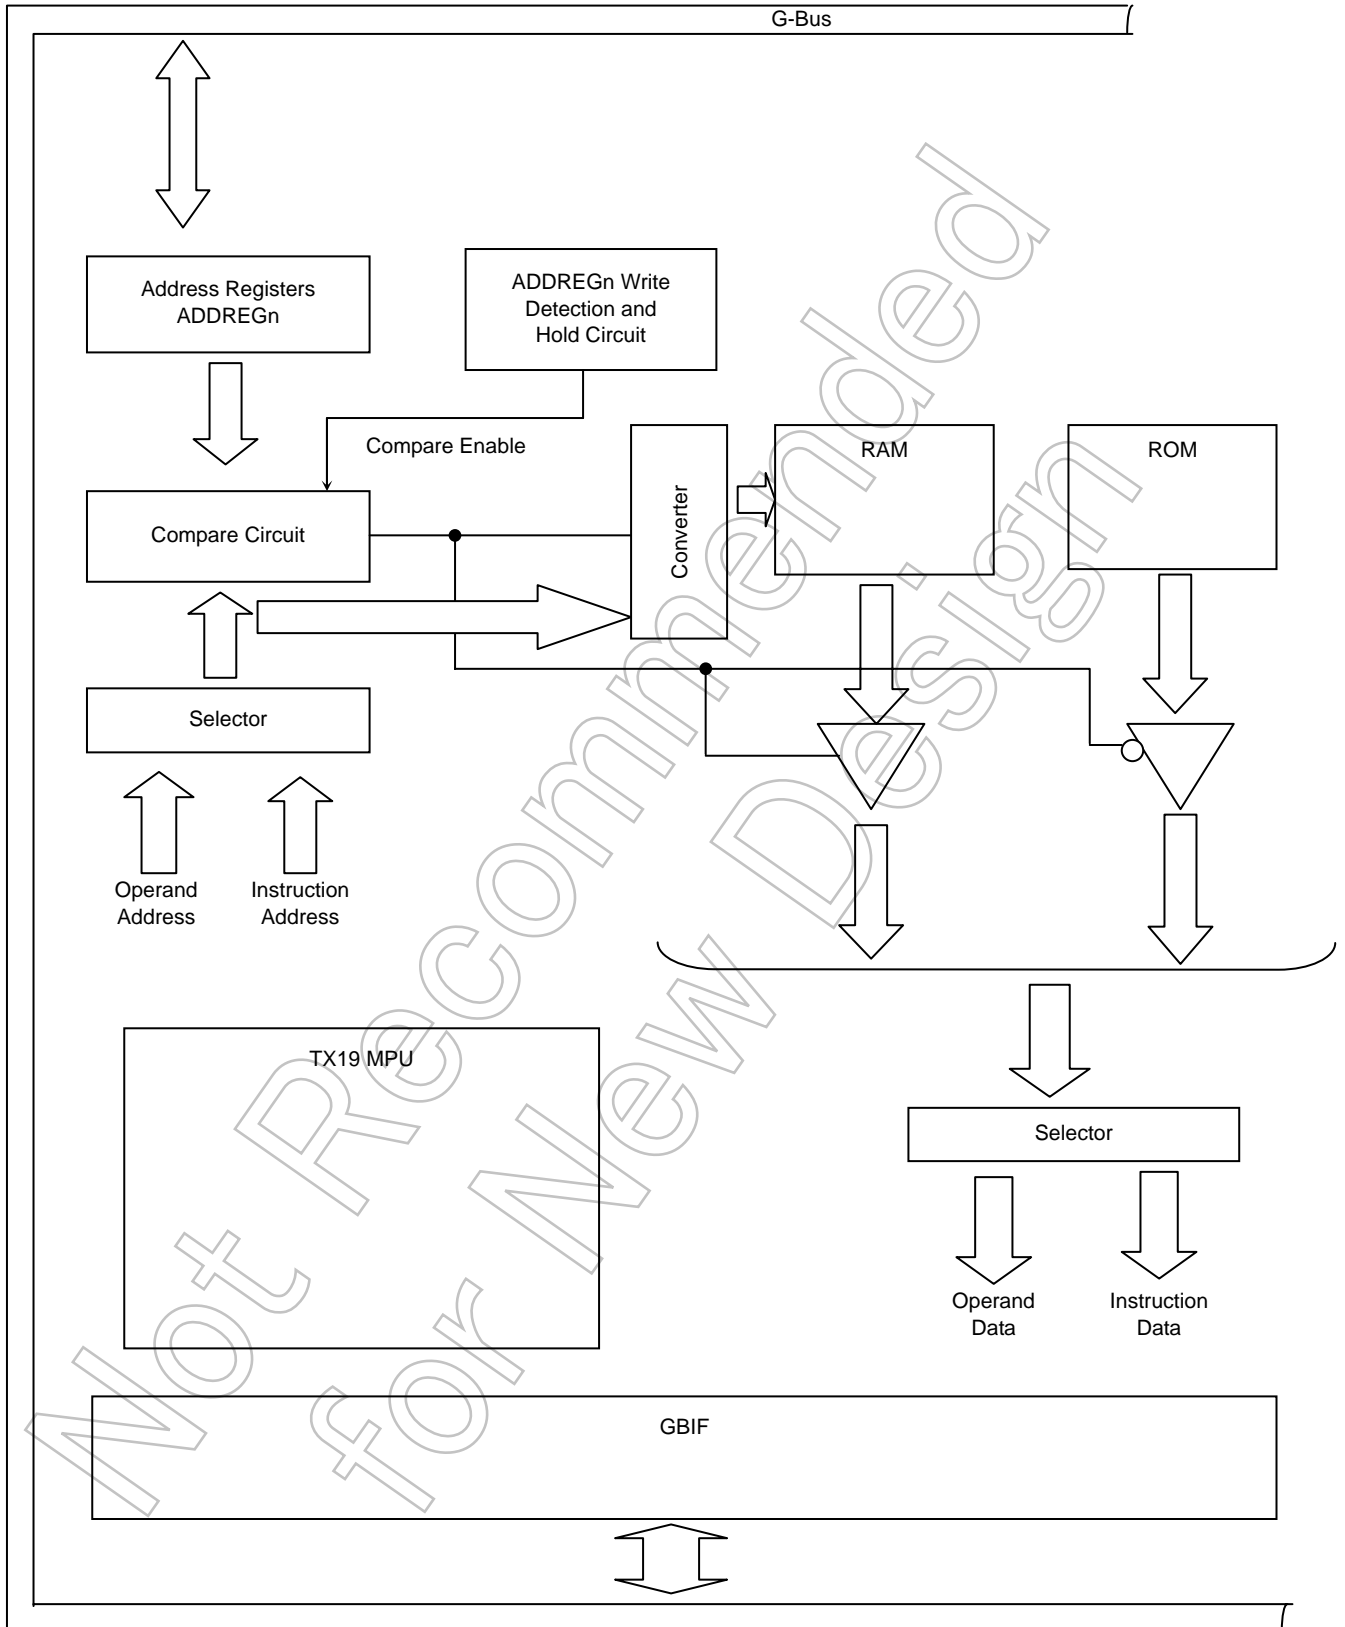 G-Bus
Address Registers
ADDREGn
ADDREGn Write
Detection and
Hold Circuit
Compare Enable
RAM
ROM
Converter
Compare Circuit
Selector
Operand
Address
Instruction
Address
TX19 MPU
Selector
Operand
Data
Instruction
Data
GBIF
Not Recommended
for New Design